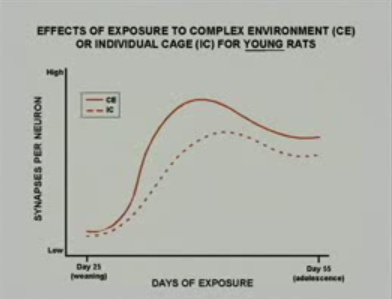 EFFECTS OF EXPOSURE TO COMPLEX ENVIRONMENT (CE)
OR INDIVIDUAL CAGE (IC) FOR YOUNG RATS
High
CE
IC
SYNAPSES PER NEURON
Low
Day 25
(weaning)
Day 55
(adolescence)
DAYS OF EXPOSURE